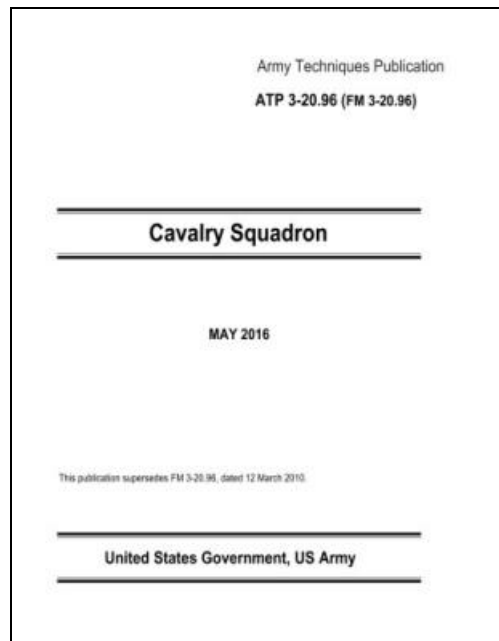 Army Techniques Publication
ATP 3-20.96 (FM 3-20.96)
Cavalry Squadron
MAY 2016
This publication supersedes FM 3-20.96, dated 12 March 2010.
United States Government, US Army